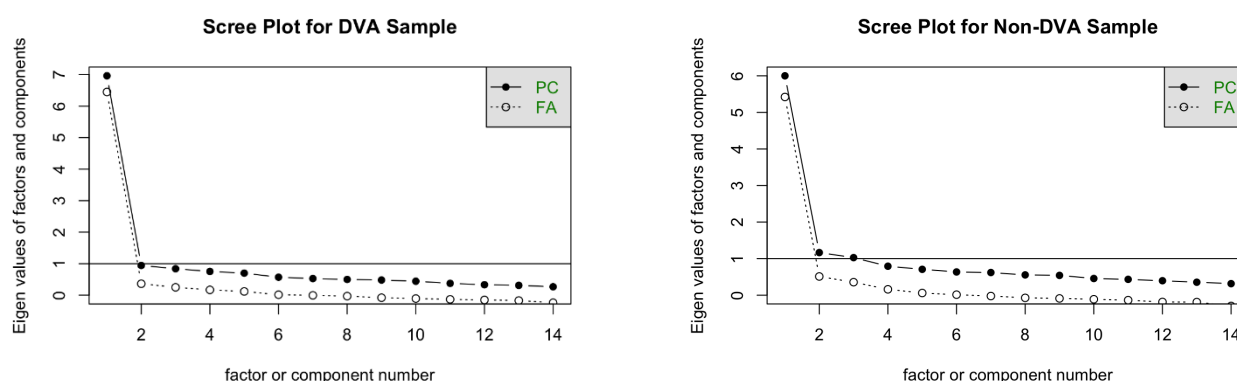 Scree Plot for DVA Sample
Eigen values of factors and components
7
6
5
4
3
2
1
0
PC
FA
2 4 6 8 10 12 14
factor or component number
Scree Plot for Non-DVA Sample
Eigen values of factors and components
6
5
4
3
2
1
0
PC
FA
2 4 6 8 10 12 14
factor or component number